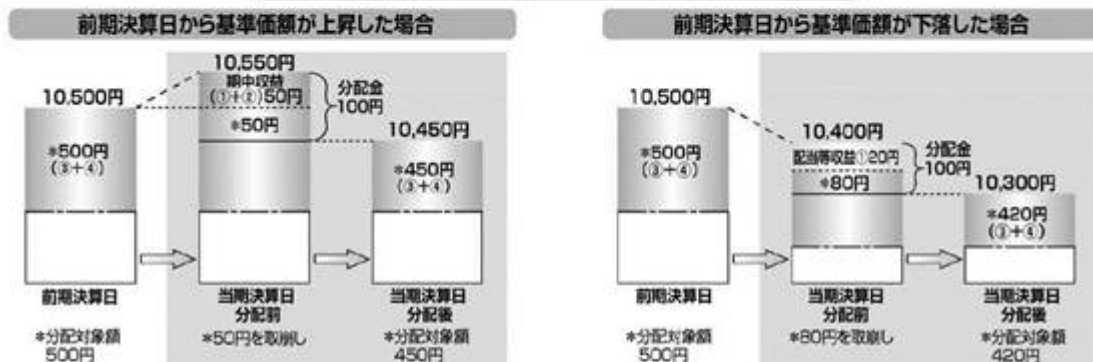 前期決算日から基準価額が上昇した場合
10,550円
期中収益
(①+②)50円
分配金
100円
10,500円
*50円
10,450円
*500円
(③+④)
*450円
(③+④)
前期決算日
当期決算日
分配前
当期決算日
分配後
*分配対象額
500円
*50円を取崩し
*分配対象額
450円
前期決算日から基準価額が下落した場合
10,500円
10,400円
配当等収益①20円
分配金
100円
*80円
10,300円
*500円
(③+④)
*420円
(③+④)
前期決算日
当期決算日
分配前
当期決算日
分配後
*分配対象額
500円
*80円を取崩し
*分配対象額
420円